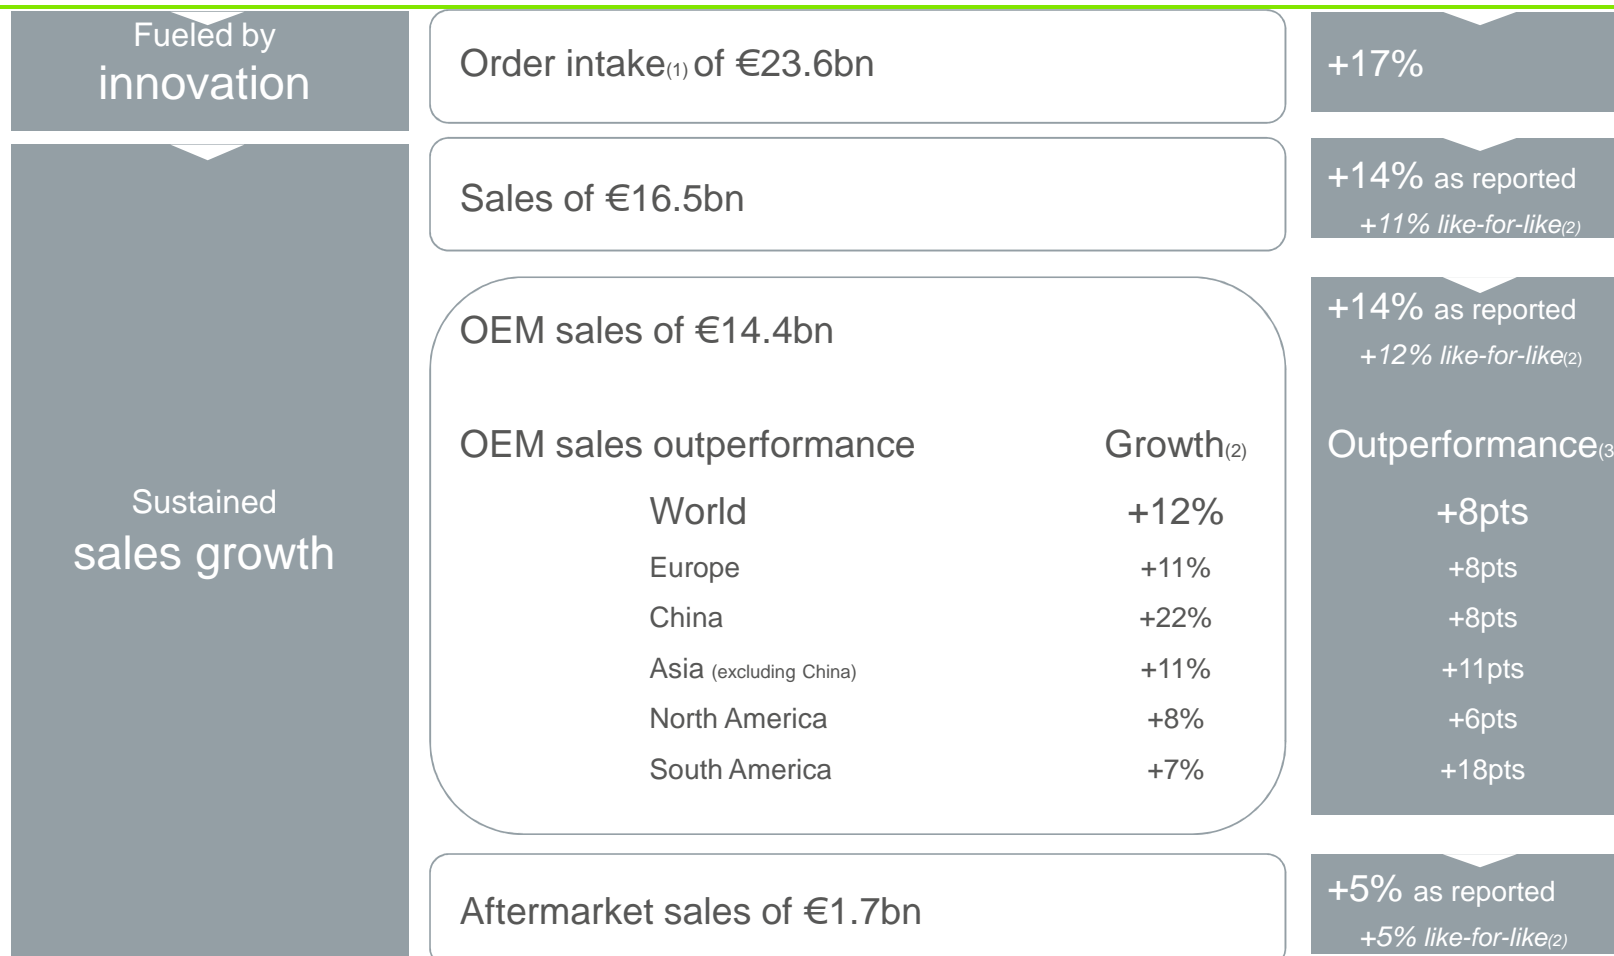 Fueled by
innovation
Order intake(1) of €23.6bn
+17%
Sales of €16.5bn
+14% as reported
+11% like-for-like(2)
Sustained
sales growth
OEM sales of €14.4bn
+14% as reported
+12% like-for-like(2)
OEM sales outperformance Growth(2) Outperformance(3
World +12% +8pts
Europe +11% +8pts
China +22% +8pts
Asia (excluding China) +11% +11pts
North America +8% +6pts
South America +7% +18pts
Aftermarket sales of €1.7bn
+5% as reported
+5% like-for-like(2)